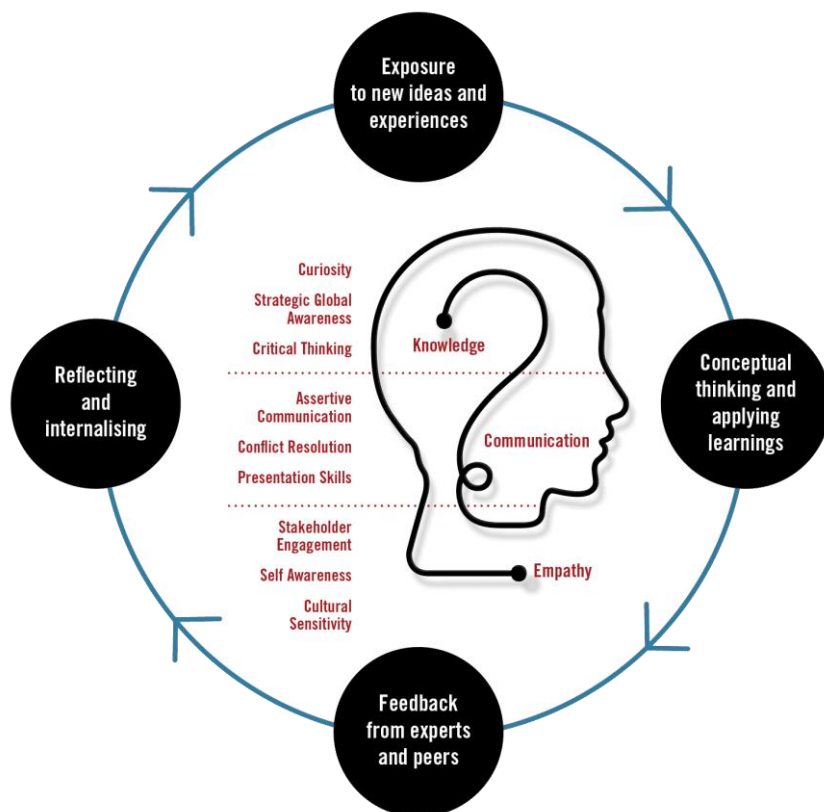 Exposure
to new ideas and
experiences
Curiosity
Strategic Global
Awareness
Critical Thinking
Knowledge
Reflecting
and
internalising
Conceptual
thinking and
applying
learnings
Assertive
Communication
Conflict Resolution
Presentation Skills
Communication
Stakeholder
Engagement
Self Awareness
Cultural
Sensitivity
Empathy
Feedback
from experts
and peers